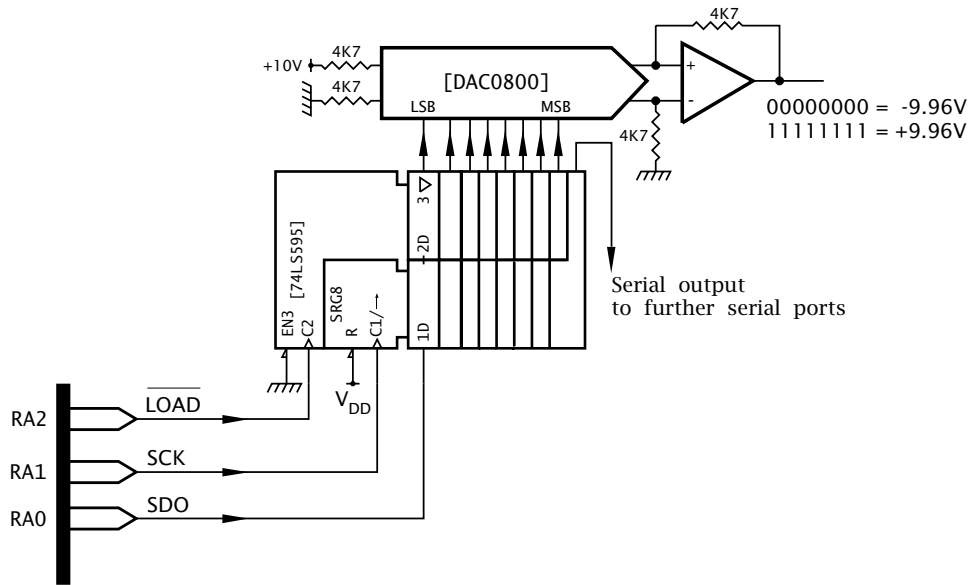 4K7
+10V
4K7
4K7
[DAC0800]
LSB
MSB
+
-
4K7
00000000 = -9.96V
11111111 = +9.96V
3
2D
[74LS595]
EN3
C2
SRG8
R
C1/→
1D
Serial output
to further serial ports
VDD
RA2
LOAD
RA1
SCK
RA0
SDO